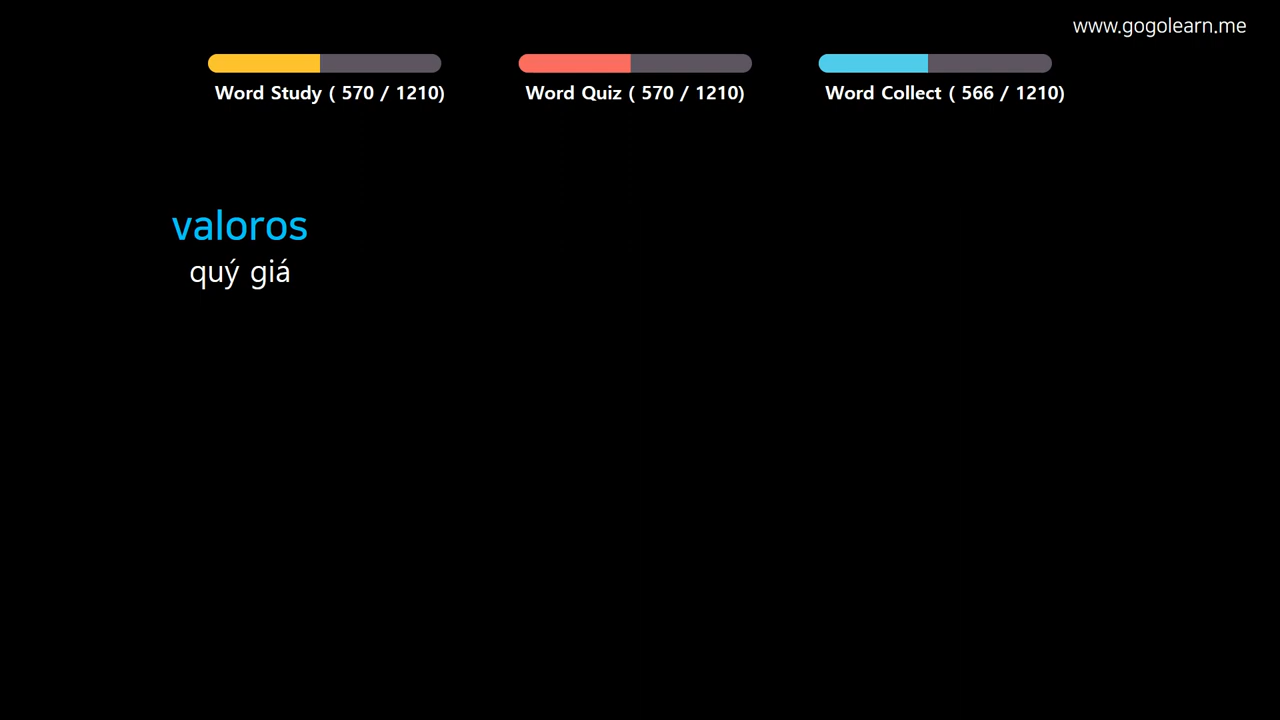 www.gogolearn.me
Word Study ( 570 / 1210)
Word Quiz ( 570 / 1210)
Word Collect ( 566 / 1210)
valoros
quý giá